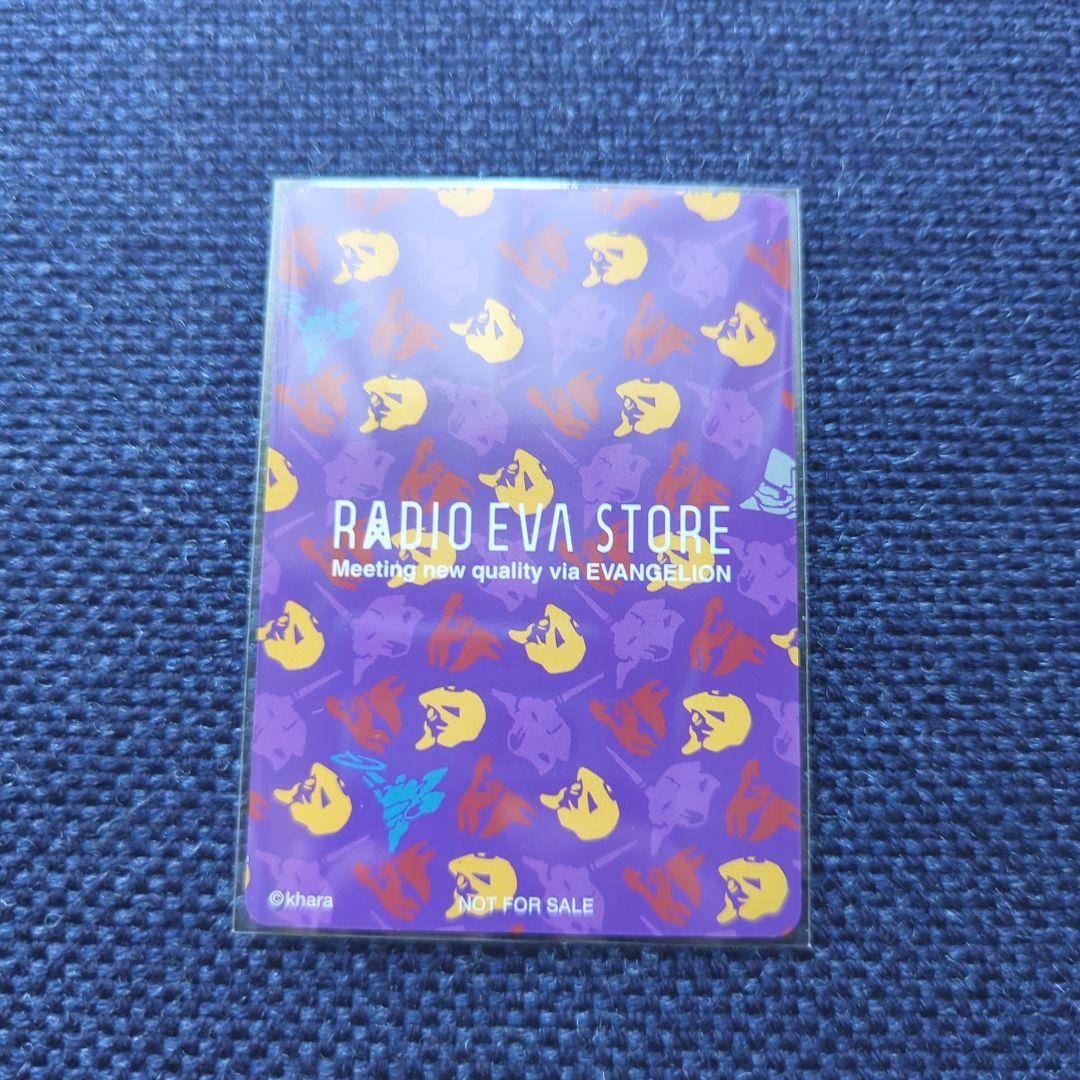 RADIO EVA STORE
Meeting new quality via EVANGELION
©khara
NOT FOR SALE